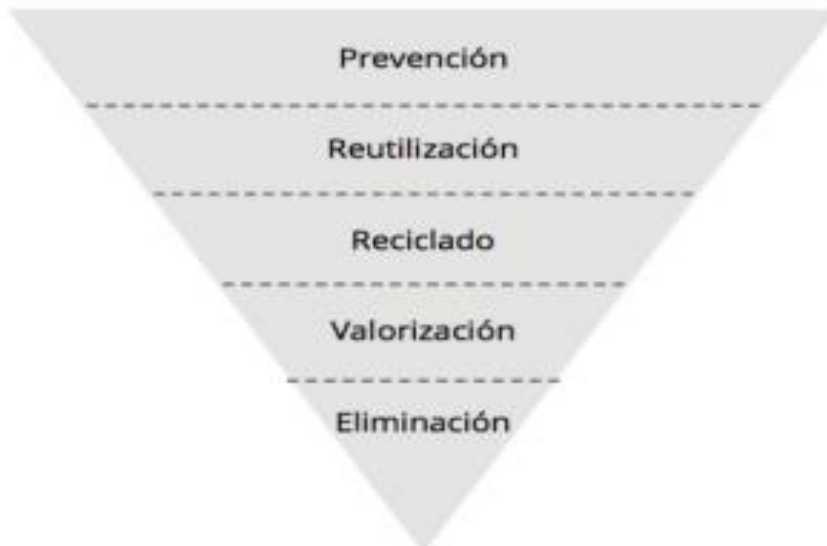 Prevención
Reutilización
Reciclado
Valorización
Eliminación